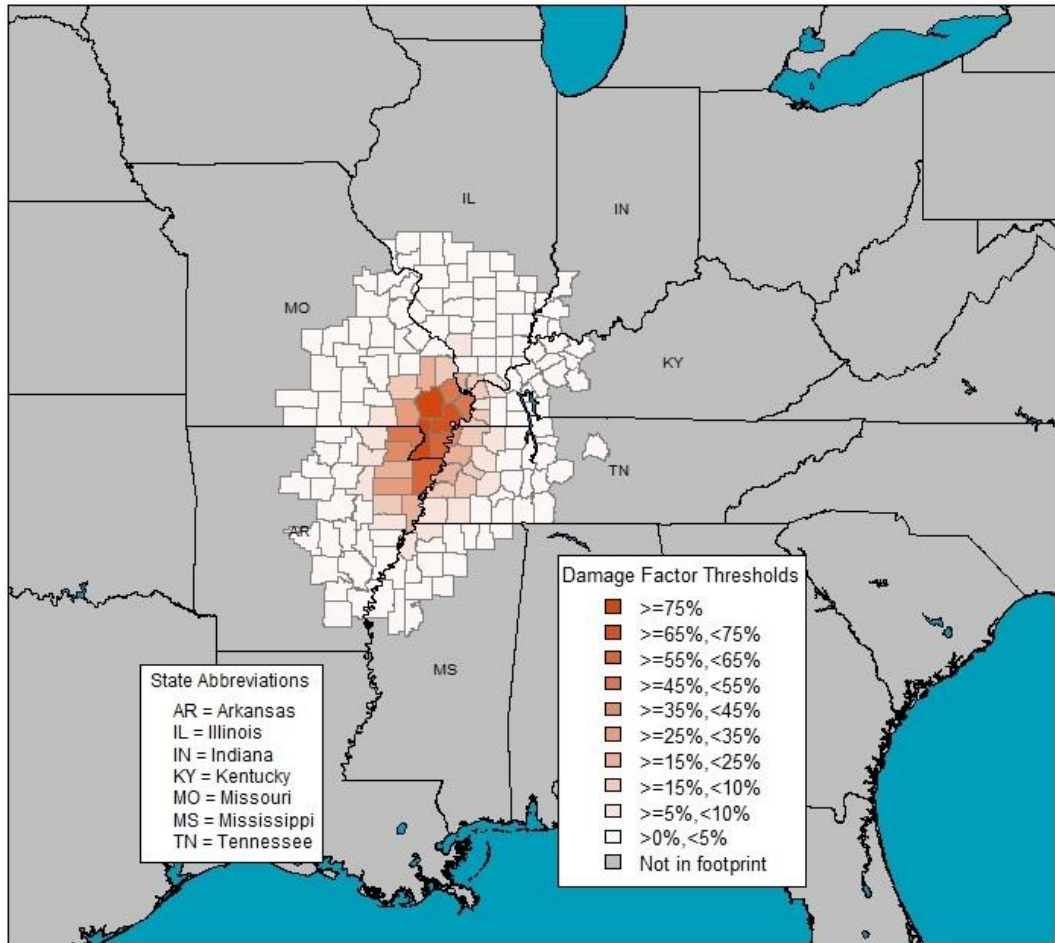 IL
IN
MO
KY
TN
AR
MS
Damage Factor Thresholds
>=75%
>=65%,<75%
>=55%,<65%
>=45%,<55%
>=35%,<45%
>=25%,<35%
>=15%,<25%
>=15%,<10%
>=5%,<10%
>0%,<5%
Not in footprint
State Abbreviations
AR = Arkansas
IL = Illinois
IN = Indiana
KY = Kentucky
MO = Missouri
MS = Mississippi
TN = Tennessee